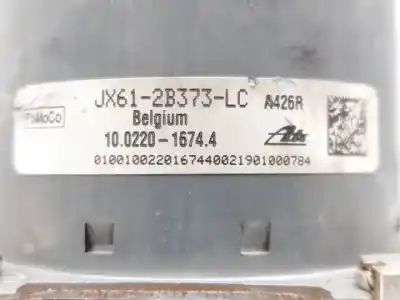 JX61-2B373-LC A426R
FoMoCo
Belgium
10.0220-1674.4 Ate
0100100220167440021901000784